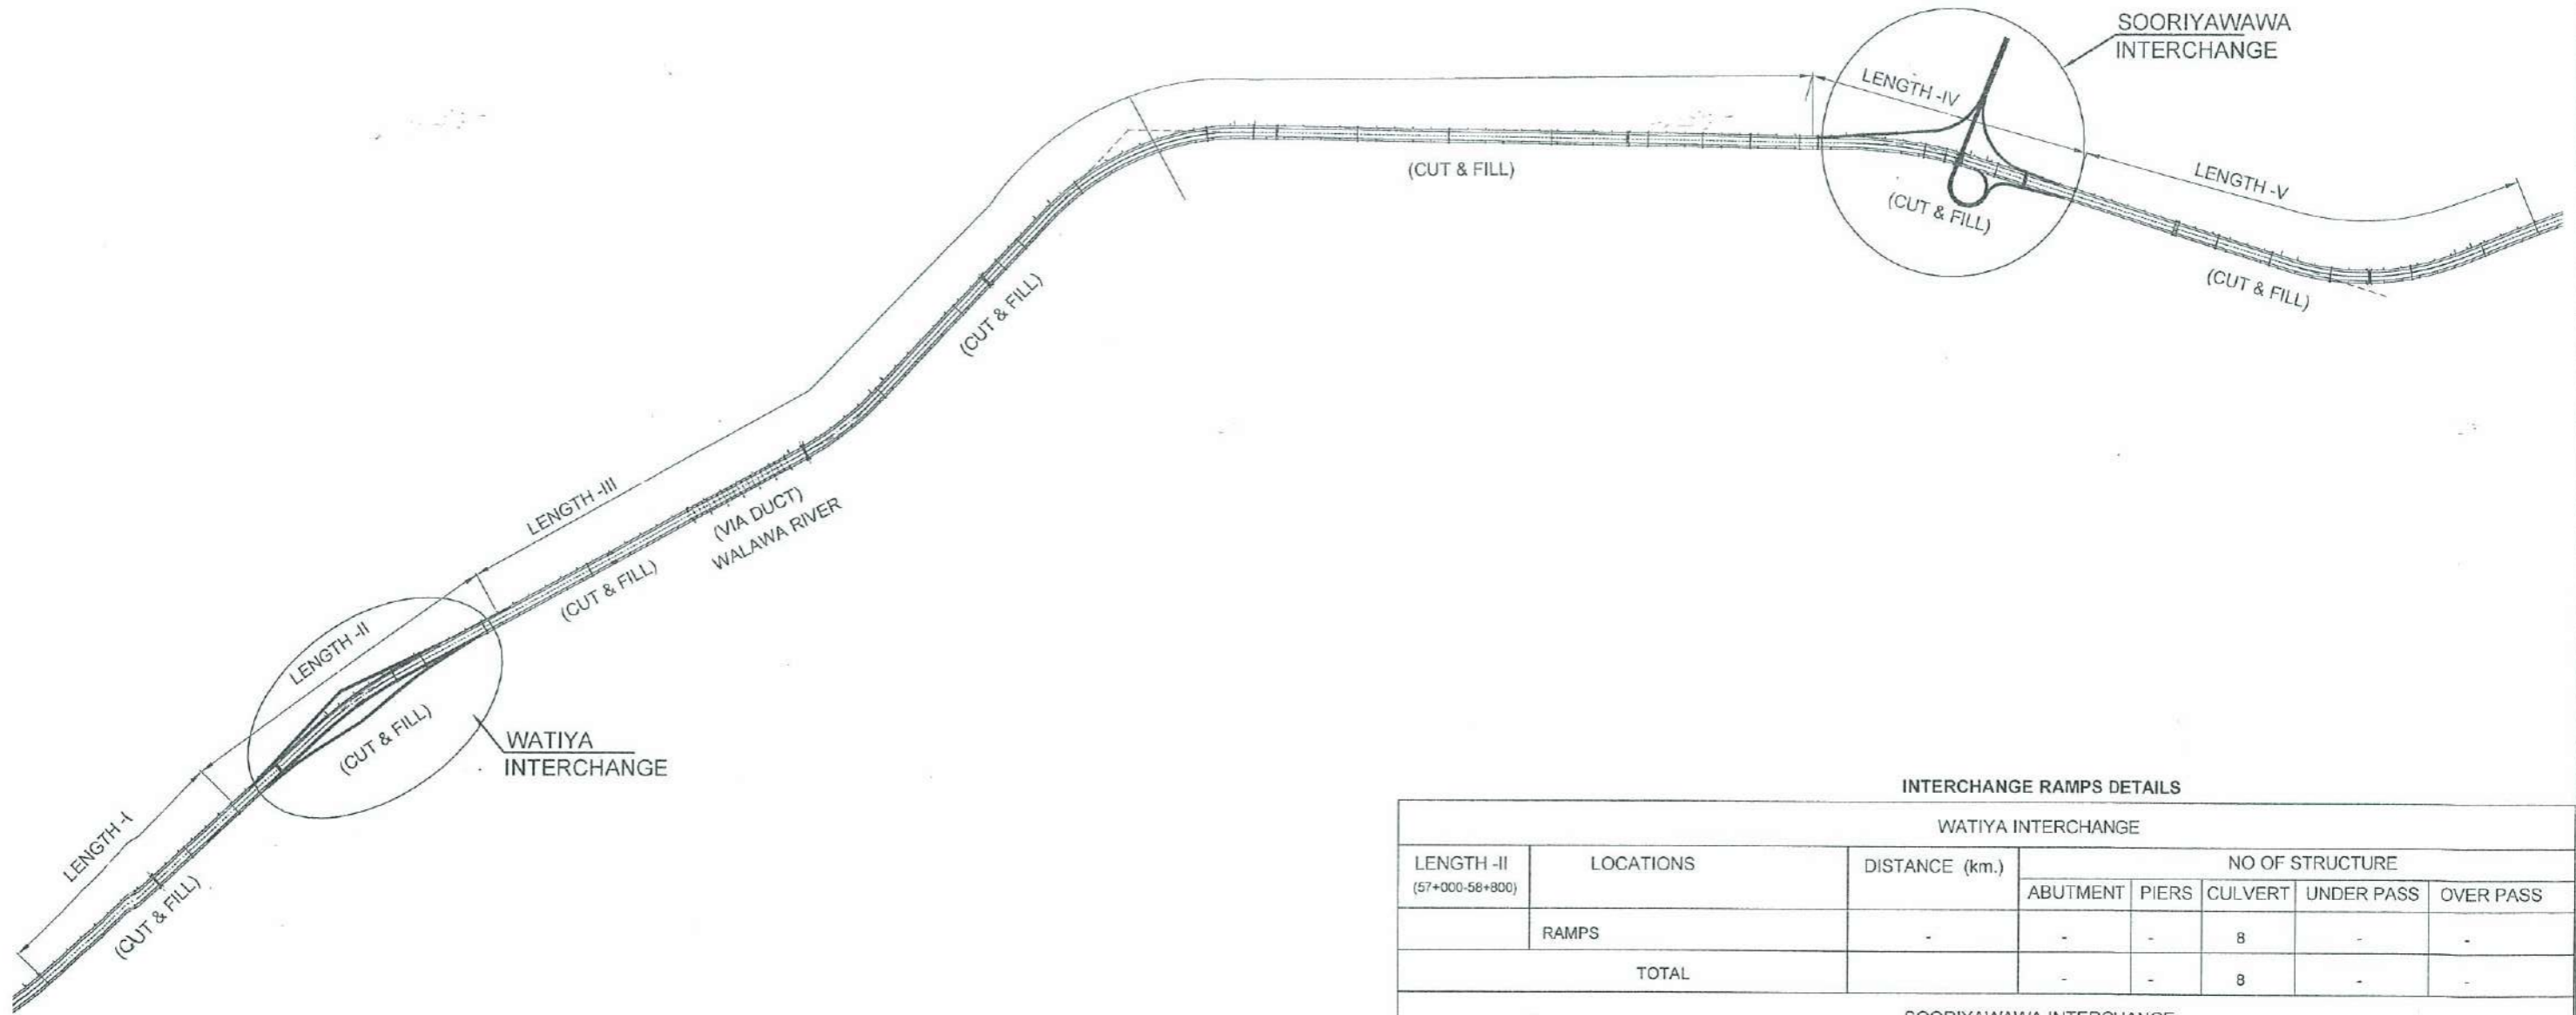 SOORIYAWAWA
INTERCHANGE
LENGTH -IV
(CUT & FILL)
LENGTH -V
(CUT & FILL)
(CUT & FILL)
(CUT & FILL)
LENGTH -III
(VIA DUCT)
WALAWA RIVER
(CUT & FILL)
LENGTH -II
(CUT & FILL)
WATIYA
INTERCHANGE
LENGTH -I
(CUT & FILL)
INTERCHANGE RAMPS DETAILS
WATIYA INTERCHANGE
LENGTH -II LOCATIONS DISTANCE (km.) NO OF STRUCTURE
(57+000-58+800) ABUTMENT PIERS CULVERT UNDER PASS OVER PASS
RAMPS - - - 8 - -
TOTAL - - 8 - -
SOORIYAWAWA INTERCHANGE